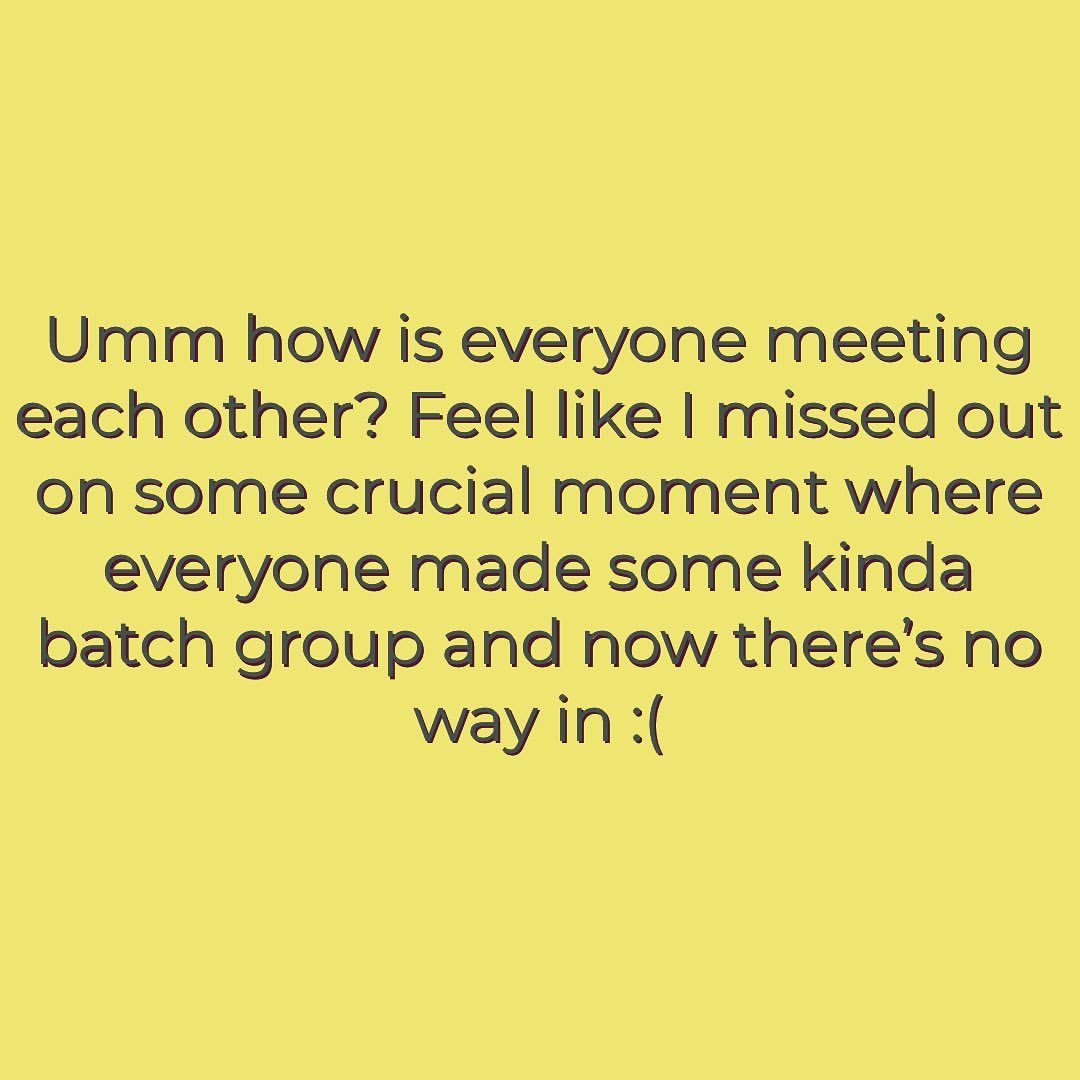 Umm how is everyone meeting
each other? Feel like I missed out
on some crucial moment where
everyone made some kinda
batch group and now there’s no
way in :(